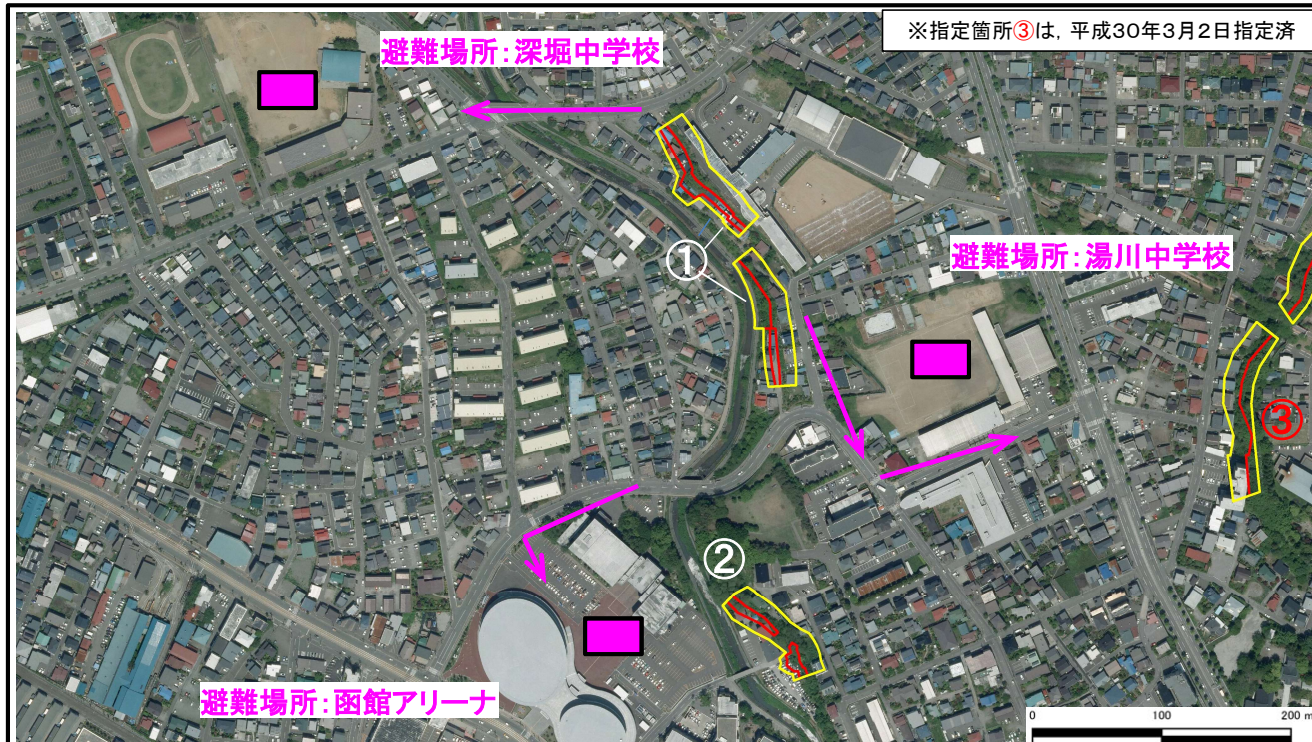 ※指定箇所③は，平成30年3月2日指定済
避難場所：深堀中学校
避難場所：湯川中学校
①
③
②
避難場所：函館アリーナ
0 100 200 m